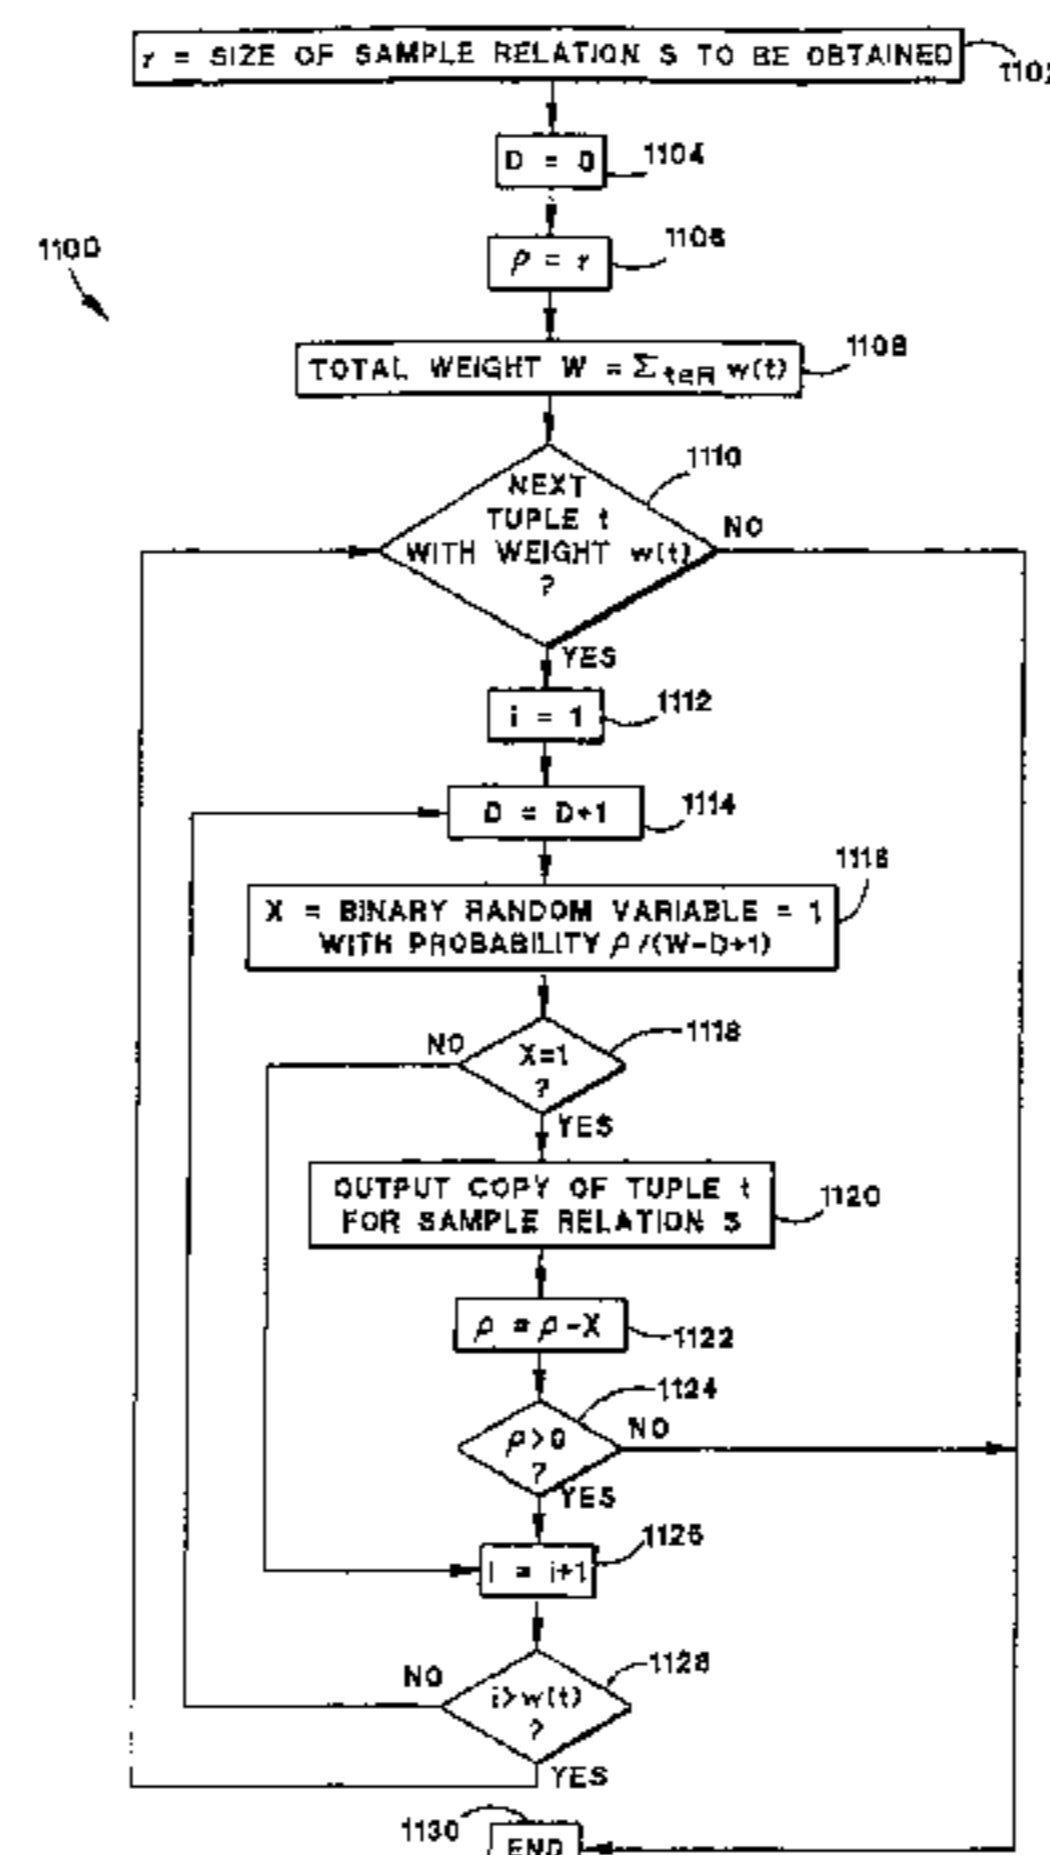 r = SIZE OF SAMPLE RELATION S TO BE OBTAINED
D = 0
1104
1100
ρ = r
1106
TOTAL WEIGHT W = Σ t∈R w(t)
1108
1110
NEXT
TUPLE t
WITH WEIGHT w(t)
?
NO
YES
i = 1
1112
D = D+1
1114
1116
X = BINARY RANDOM VARIABLE = 1
WITH PROBABILITY ρ/(W-D+1)
1118
NO
X=1
?
YES
OUTPUT COPY OF TUPLE t
FOR SAMPLE RELATION S
1120
ρ = ρ-X
1122
1124
ρ>0
?
NO
YES
1126
i = i+1
1128
NO
i>w(t)
?
YES
1130
END